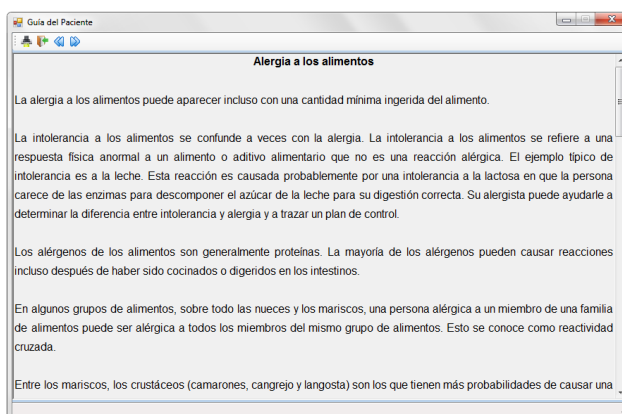 Guía del Paciente
Alergia a los alimentos
La alergia a los alimentos puede aparecer incluso con una cantidad mínima ingerida del alimento.
La intolerancia a los alimentos se confunde a veces con la alergia. La intolerancia a los alimentos se refiere a una
respuesta física anormal a un alimento o aditivo alimentario que no es una reacción alérgica. El ejemplo típico de
intolerancia es a la leche. Esta reacción es causada probablemente por una intolerancia a la lactosa en que la persona
carece de las enzimas para descomponer el azúcar de la leche para su digestión correcta. Su alergista puede ayudarle a
determinar la diferencia entre intolerancia y alergia y a trazar un plan de control.
Los alérgenos de los alimentos son generalmente proteínas. La mayoría de los alérgenos pueden causar reacciones
incluso después de haber sido cocinados o digeridos en los intestinos.
En algunos grupos de alimentos, sobre todo las nueces y los mariscos, una persona alérgica a un miembro de una familia
de alimentos puede ser alérgica a todos los miembros del mismo grupo de alimentos. Esto se conoce como reactividad
cruzada.
Entre los mariscos, los crustáceos (camarones, cangrejo y langosta) son los que tienen más probabilidades de causar una